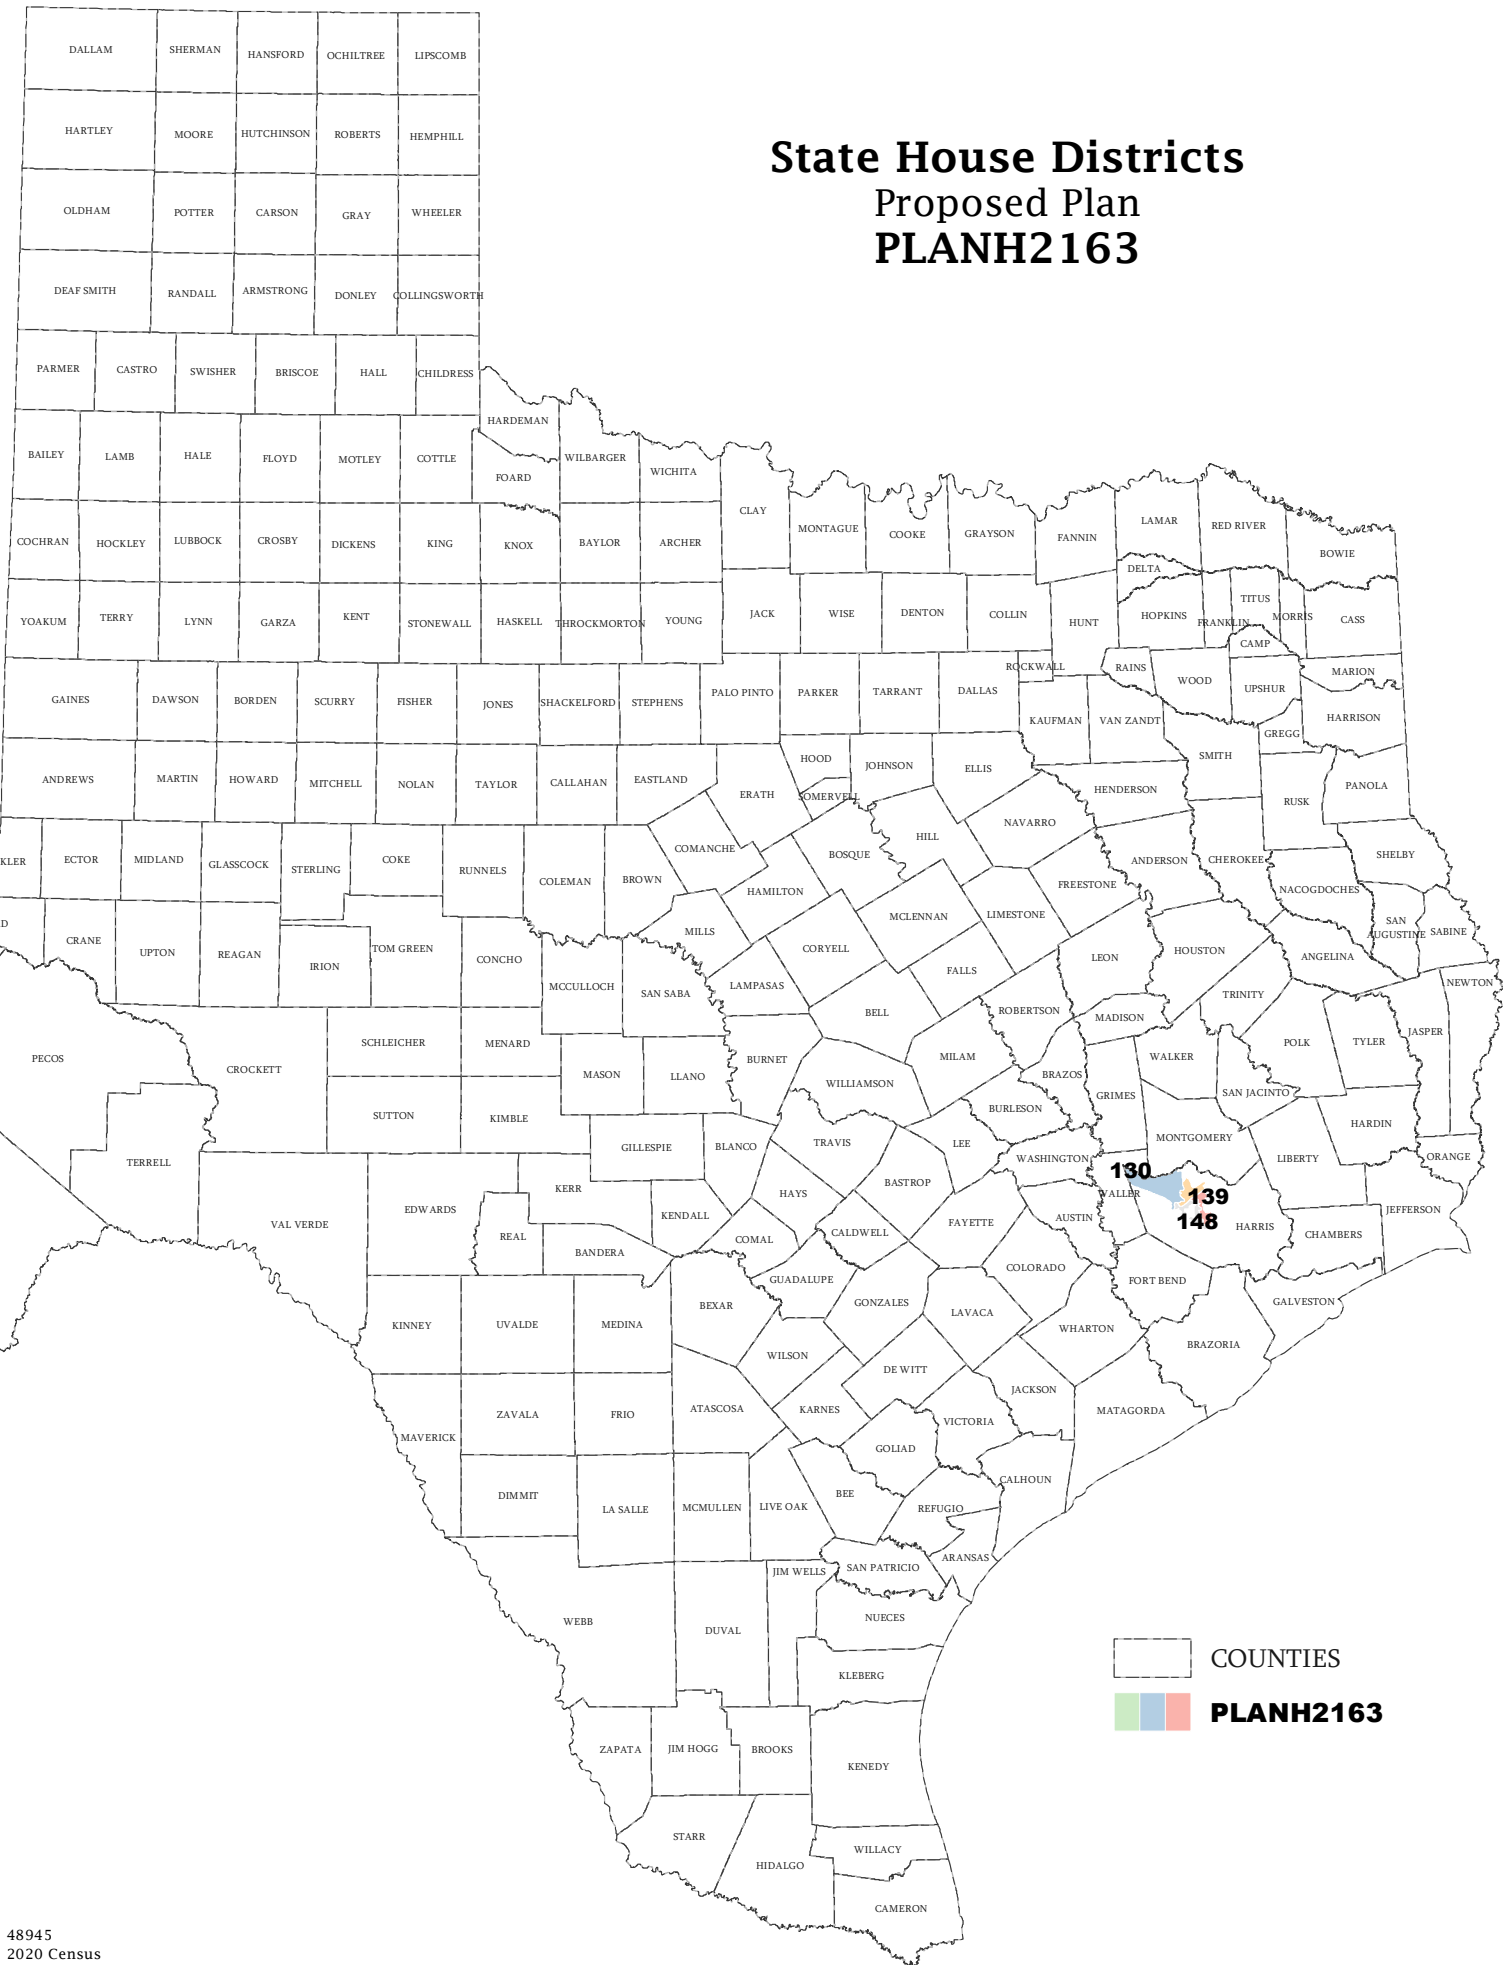 State House Districts
Proposed Plan
PLANH2163
DALLAM SHERMAN HANSFORD OCHILTREE LIPSCOMB
HARTLEY MOORE HUTCHINSON ROBERTS HEMPHILL
OLDHAM POTTER CARSON GRAY WHEELER
DEAF SMITH RANDALL ARMSTRONG DONLEY COLLINGSWORTH
PARMER CASTRO SWISHER BRISCOE HALL CHILDRESS
HARDEMAN
BAILEY LAMB HALE FLOYD MOTLEY COTTLE FOARD WILBARGER WICHITA
CLAY MONTAGUE COOKE GRAYSON FANNIN LAMAR RED RIVER BOWIE
COCHRAN HOCKLEY LUBBOCK CROSBY DICKENS KING KNOX BAYLOR ARCHER
DELTA
YOAKUM TERRY LYNN GARZA KENT STONEWALL HASKELL THROCKMORTON YOUNG JACK WISE DENTON COLLIN HUNT HOPKINS FRANKLIN TITUS MORRIS CASS
CAMP
ROCKWALL RAINS WOOD UPSHUR MARION
GAINES DAWSON BORDEN SCURRY FISHER JONES SHACKELFORD STEPHENS PALO PINTO PARKER TARRANT DALLAS
KAUFMAN VAN ZANDT GREGG HARRISON
ANDREWS MARTIN HOWARD MITCHELL NOLAN TAYLOR CALLAHAN EASTLAND ERATH HOOD JOHNSON ELLIS SMITH
SOMERVELL HENDERSON RUSK PANOLA
KLER ECTOR MIDLAND GLASSCOCK STERLING COKE RUNNELS COLEMAN BROWN COMANCHE BOSQUE HILL NAVARRO
HAMILTON FREESTONE ANDERSON CHEROKEE SHELBY
NACOGDOCHES
D CRANE UPTON REAGAN IRION TOM GREEN CONCHO MILLS CORYELL MCLENNAN LIMESTONE
SAN
AUGUSTINE SABINE
LEON HOUSTON ANGELINA
MCCULLOCH SAN SABA LAMPASAS BELL FALLS ROBERTSON TRINITY NEWTON
MADISON
PECOS CROCKETT SCHLEICHER MENARD MASON LLANO BURNET WILLIAMSON MILAM BRAZOS WALKER POLK TYLER JASPER
GRIMES SAN JACINTO
SUTTON KIMBLE BURLESON HARDIN
TERRELL GILLESPIE BLANCO TRAVIS LEE WASHINGTON MONTGOMERY LIBERTY ORANGE
130
VAL VERDE EDWARDS KERR KENDALL HAYS BASTROP WALLER 139
148
REAL BANDERA COMAL CALDWELL FAYETTE AUSTIN HARRIS CHAMBERS JEFFERSON
GUADALUPE COLORADO FORT BEND
KINNEY UVALDE MEDINA BEXAR GONZALES LAVACA WHARTON BRAZORIA GALVESTON
WILSON DE WITT
MAVERICK ZAVALA FRIO ATASCOSA KARNES VICTORIA JACKSON MATAGORDA
GOLIAD
DIMMIT LA SALLE MCMULLEN LIVE OAK BEE REFUGIO CALHOUN
JIM WELLS SAN PATRICIO ARANSAS
WEBB DUVAL NUECES
KLEBERG
ZAPATA JIM HOGG BROOKS KENEDY
STARR HIDALGO WILLACY
CAMERON
COUNTIES
PLANH2163
48945
2020 Census